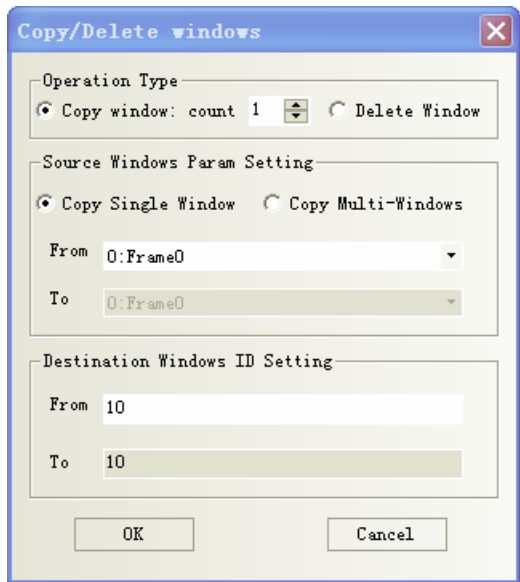 Copy/Delete windows
Operation Type
Copy window: count 1 Delete Window
Source Windows Param Setting
Copy Single Window Copy Multi-Windows
From 0:Frame0
To 0:Frame0
Destination Windows ID Setting
From 10
To 10
OK Cancel